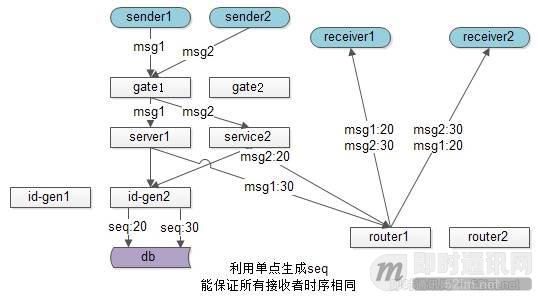 sender1
sender2
receiver1
receiver2
msg1
msg2
gate1
gate2
msg1
msg2
msg1:20
msg2:30
msg2:30
msg1:20
server1
service2
msg2:20
msg1:30
id-gen1
id-gen2
seq:20
seq:30
router1
router2
db
利用单点生成seq
能保证所有接收者时序相同
即时通讯网
52im.net